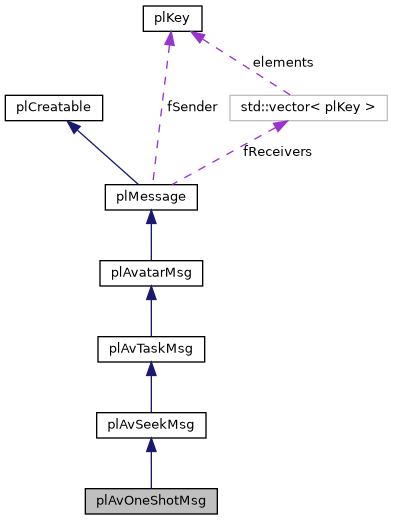 plKey
elements
plCreatable
fSender
std::vector< plKey >
fReceivers
plMessage
plAvatarMsg
plAvTaskMsg
plAvSeekMsg
plAvOneShotMsg